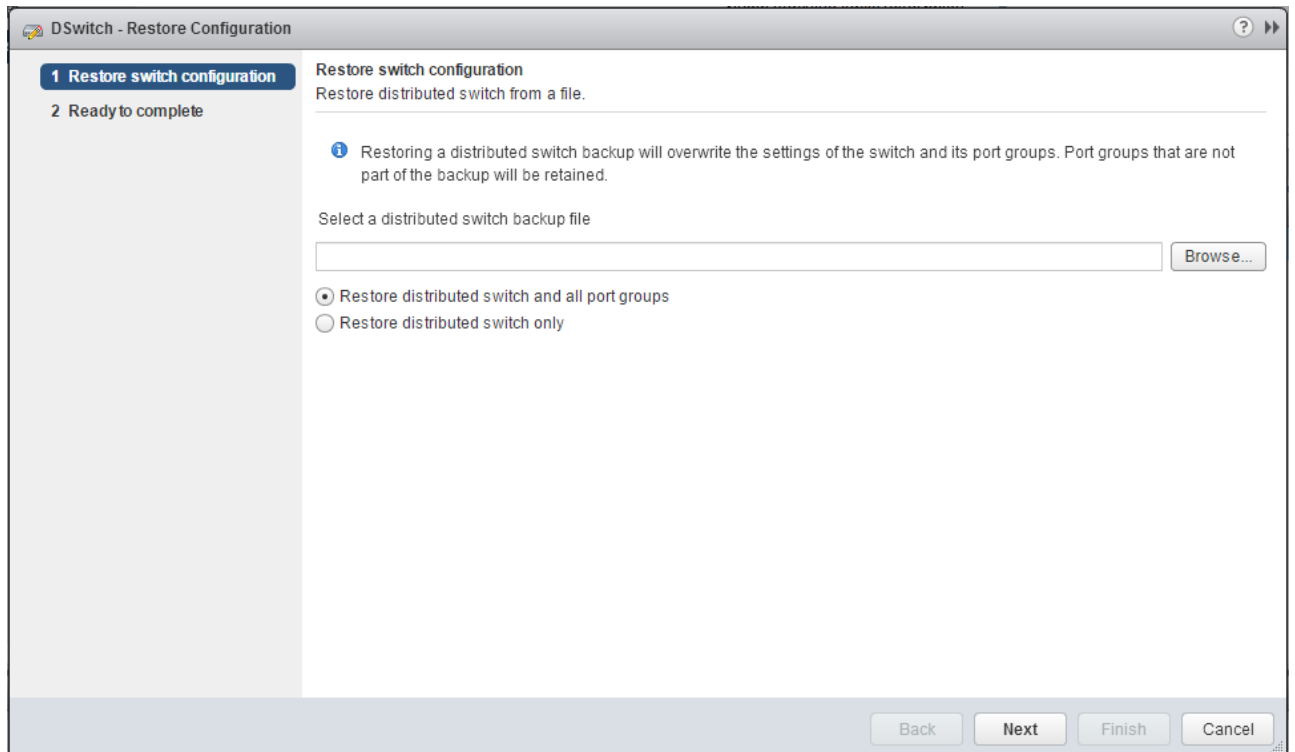 DSwitch - Restore Configuration
?
1 Restore switch configuration
2 Ready to complete
Restore switch configuration
Restore distributed switch from a file.
Restoring a distributed switch backup will overwrite the settings of the switch and its port groups. Port groups that are not
part of the backup will be retained.
Select a distributed switch backup file
Browse...
Restore distributed switch and all port groups
Restore distributed switch only
Back
Next
Finish
Cancel